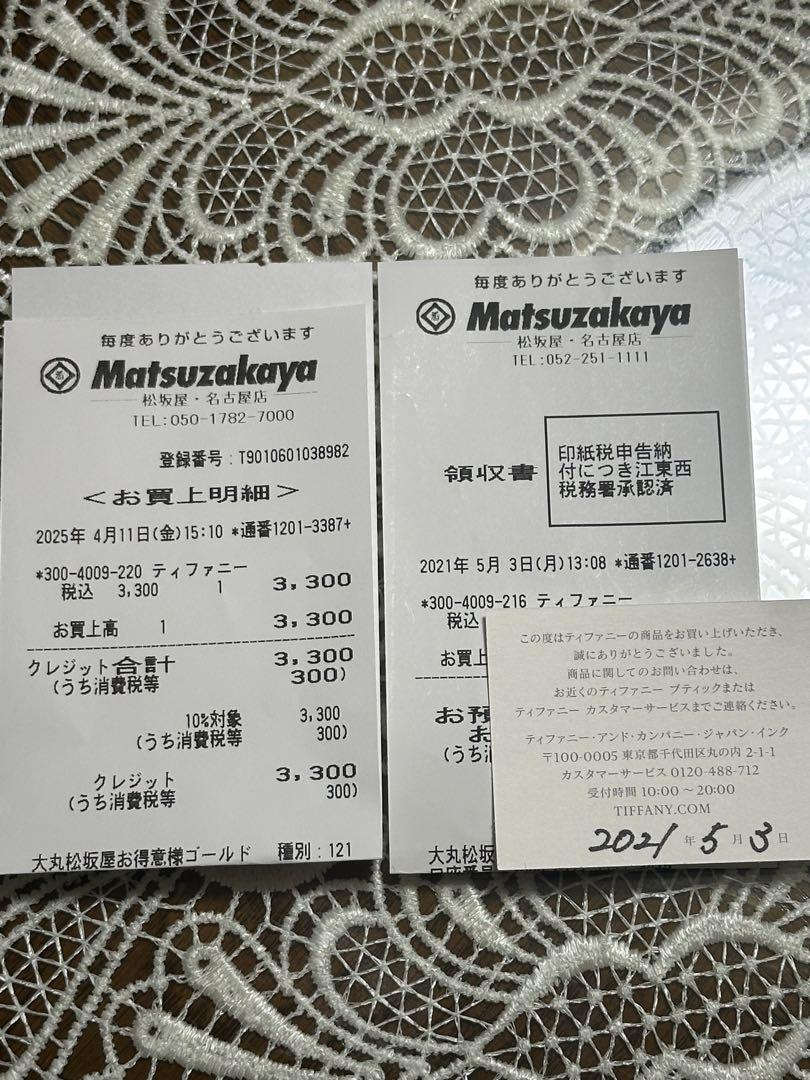 毎度ありがとうございます
Matsuzakaya
松坂屋・名古屋店
TEL:050-1782-7000
登録番号:T9010601038982
<お買上明細>
2025年 4月11日(金)15:10 *通番1201-3387+
*300-4009-220 ティファニー
税込 3,300 1 3,300
お買上高 1 3,300
クレジット合計 3,300
(うち消費税等 300)
10%対象 3,300
(うち消費税等 300)
クレジット 3,300
(うち消費税等 300)
大丸松坂屋お得意様ゴールド 種別:121
毎度ありがとうございます
Matsuzakaya
松坂屋・名古屋店
TEL:052-251-1111
領収書
印紙税申告納
付につき江東西
税務署承認済
2021年 5月 3日(月)13:08 *通番1201-2638+
*300-4009-216 ティファニー
税込
お買上
お預
お
(うち
大丸松坂
この度はティファニーの商品をお買い上げいただき、
誠にありがとうございました。
商品に関してのお問い合わせは、
お近くのティファニー ブティックまたは
ティファニー カスタマーサービスまでご連絡ください。
ティファニー・アンド・カンパニー・ジャパン・インク
〒100-0005 東京都千代田区丸の内 2-1-1
カスタマーサービス 0120-488-712
受付時間 10:00～20:00
TIFFANY.COM
2021年5月3日